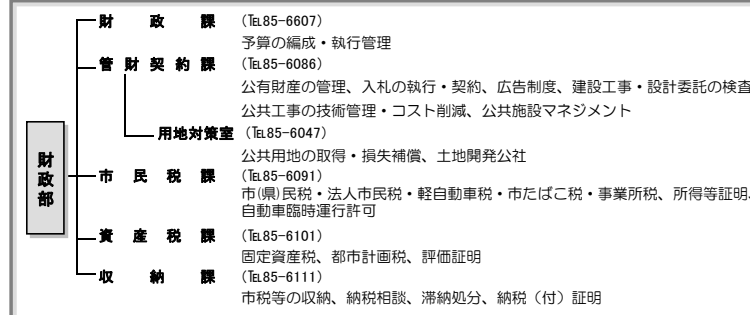 財政部
財政課 (℡85-6607)
予算の編成・執行管理
管財契約課 (℡85-6086)
公有財産の管理、入札の執行・契約、広告制度、建設工事・設計委託の検査
公共工事の技術管理・コスト削減、公共施設マネジメント
用地対策室 (℡85-6047)
公共用地の取得・損失補償、土地開発公社
市民税課 (℡85-6091)
市(県)民税・法人市民税・軽自動車税・市たばこ税・事業所税、所得等証明、
自動車臨時運行許可
資産税課 (℡85-6101)
固定資産税、都市計画税、評価証明
収納課 (℡85-6111)
市税等の収納、納税相談、滞納処分、納税（付）証明